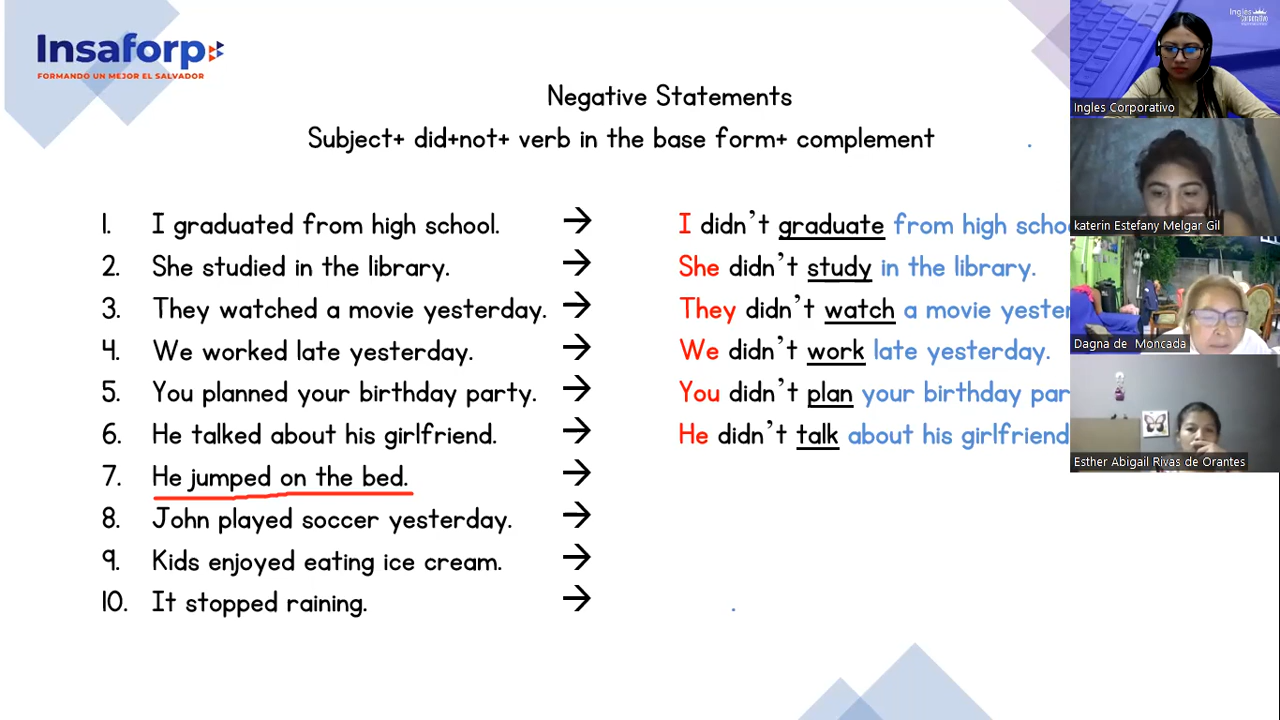 Insaforp
FORMANDO UN MEJOR EL SALVADOR
Negative Statements
Subject+ did+not+ verb in the base form+ complement
1. I graduated from high school. → I didn't graduate from high schoo
2. She studied in the library. → She didn't study in the library.
3. They watched a movie yesterday. → They didn't watch a movie yester
4. We worked late yesterday. → We didn't work late yesterday.
5. You planned your birthday party. → You didn't plan your birthday par
6. He talked about his girlfriend. → He didn't talk about his girlfriend
7. He jumped on the bed. →
8. John played soccer yesterday. →
9. Kids enjoyed eating ice cream. →
10. It stopped raining. → .
Ingles
Ingles Corporativo
katerin Estefany Melgar Gil
Dagna de Moncada
Esther Abigail Rivas de Orantes